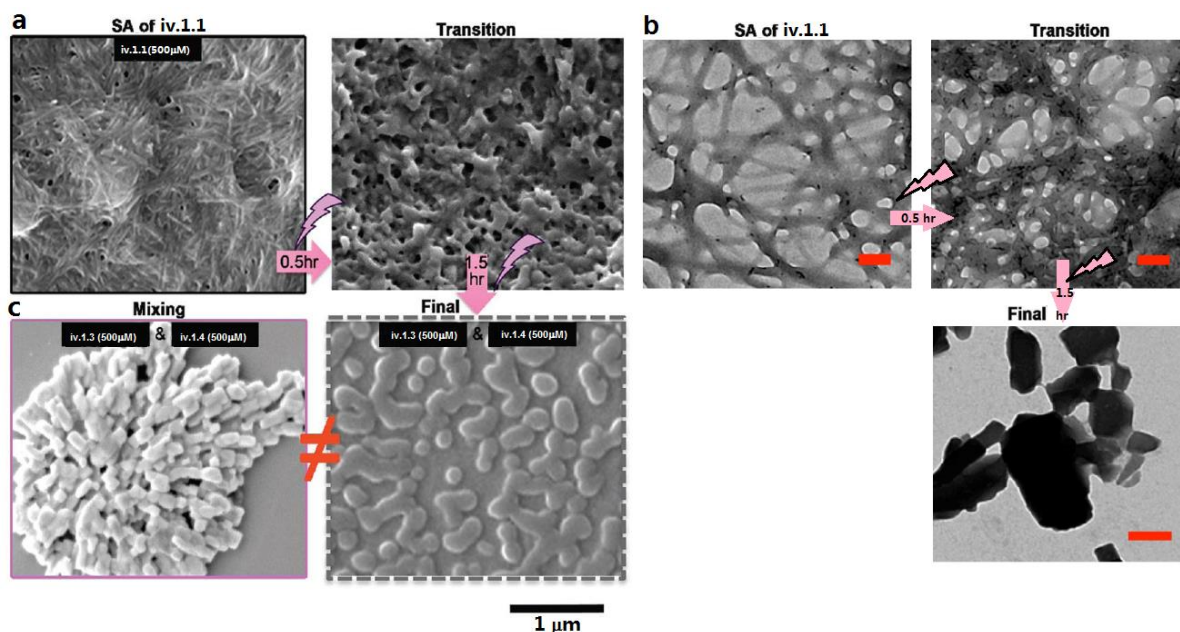 a
SA of iv.1.1
iv.1.1(500μM)
Transition
0.5hr
1.5
hr
b
SA of iv.1.1
Transition
0.5 hr
1.5
hr
Final
c
Mixing
iv.1.3 (500μM) & iv.1.4 (500μM)
≠
Final
iv.1.3 (500μM) & iv.1.4 (500μM)
1 μm